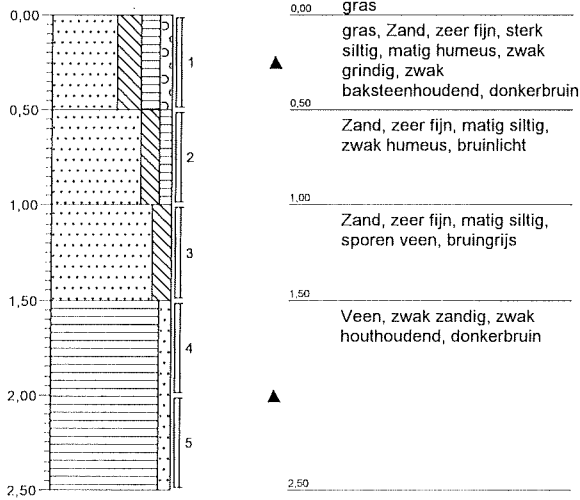 gras
0,00
0,00
gras, Zand, zeer fijn, sterk
siltig, matig humeus, zwak
grindig, zwak
baksteenhoudend, donkerbruin
1
0,50
0,50
Zand, zeer fijn, matig siltig,
zwak humeus, bruinlicht
2
1,00
1,00
Zand, zeer fijn, matig siltig,
sporen veen, bruingrijs
3
1,50
1,50
Veen, zwak zandig, zwak
houthoudend, donkerbruin
4
2,00
5
2,50
2,50